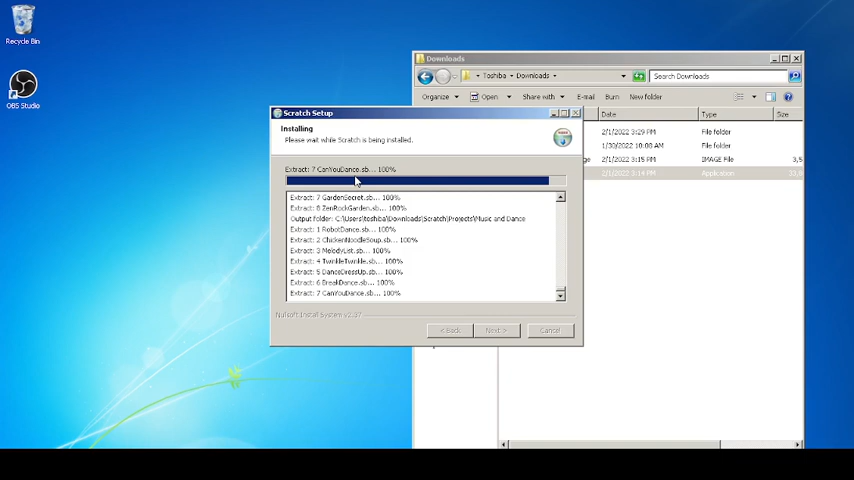 Recycle Bin
OBS Studio
Downloads
Toshiba
Downloads
Search Downloads
Organize
Open
Share with
E-mail
Burn
New folder
Date
Type
Size
2/1/2022 3:29 PM
File folder
1/30/2022 10:08 AM
File folder
2/1/2022 3:15 PM
IMAGE File
3,5
2/1/2022 3:14 PM
Application
Scratch Setup
Installing
Please wait while Scratch is being installed.
Extract: 7 CanYouDance.sb... 100%
Extract: 7 GardenSecret.sb... 100%
Extract: 8 ZenRockGarden.sb... 100%
Output folder: C:\Users\toshiba\Downloads\Scratch\Projects\Music and Dance
Extract: 1 RobotDance.sb... 100%
Extract: 2 ChickenNoodleSoup.sb... 100%
Extract: 3 MelodyList.sb... 100%
Extract: 4 TwinkleTwinkle.sb... 100%
Extract: 5 DanceDressUp.sb... 100%
Extract: 6 BreakDance.sb... 100%
Extract: 7 CanYouDance.sb... 100%
Nullsoft Install System v2.37
< Back
Next >
Cancel